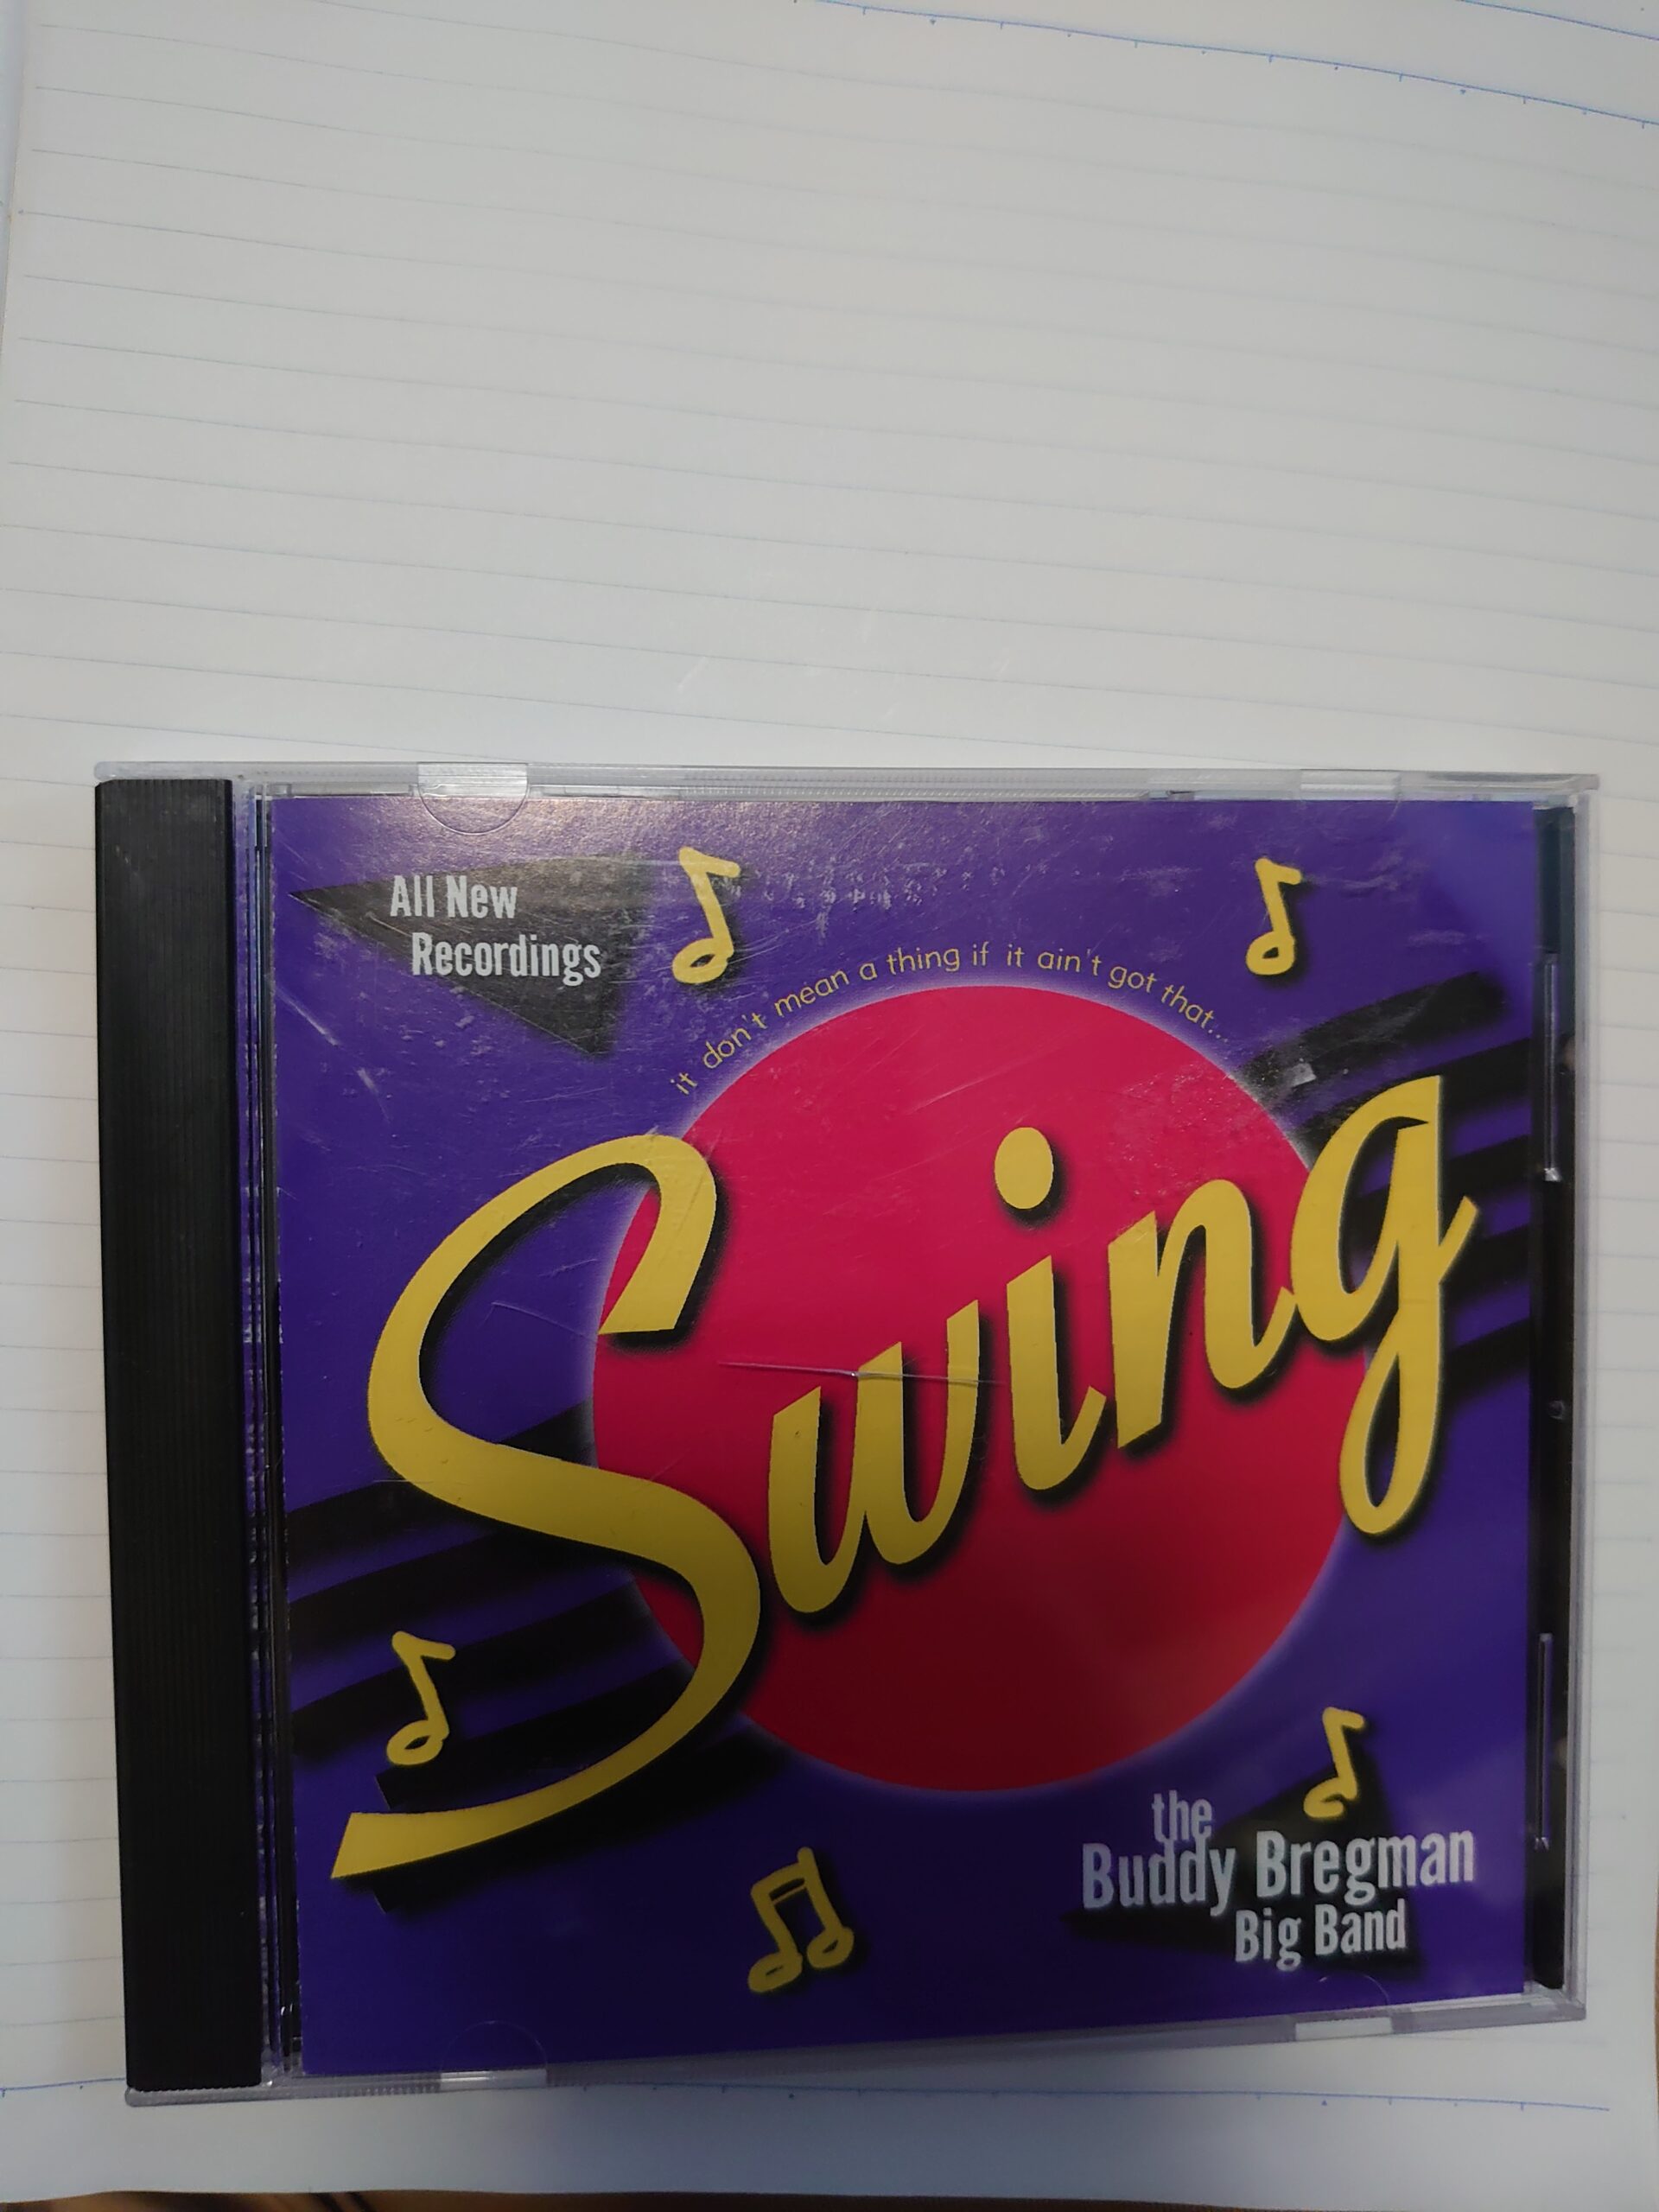 All New
Recordings
it don't mean a thing if it ain't got that...
Swing
the
Buddy Bregman
Big Band